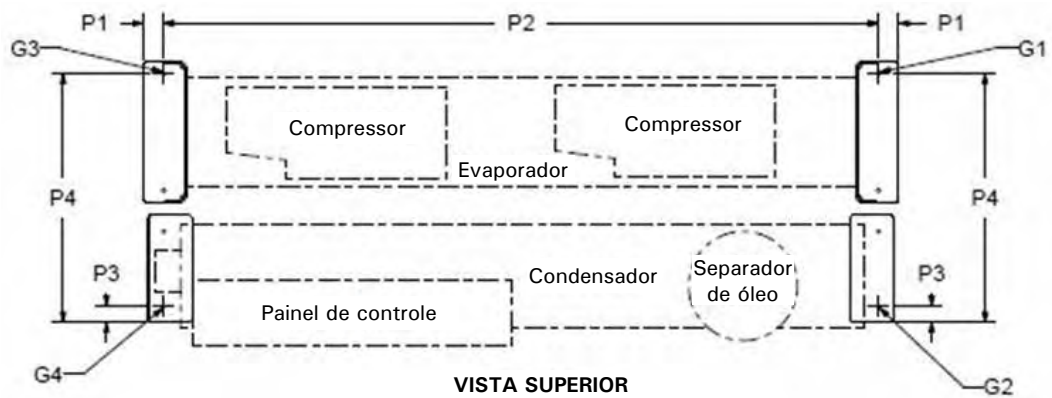 P1
P2
P1
G3
G1
Compressor
Compressor
Evaporador
P4
P4
P3
Condensador
Separador
de óleo
P3
Painel de controle
G4
VISTA SUPERIOR
G2